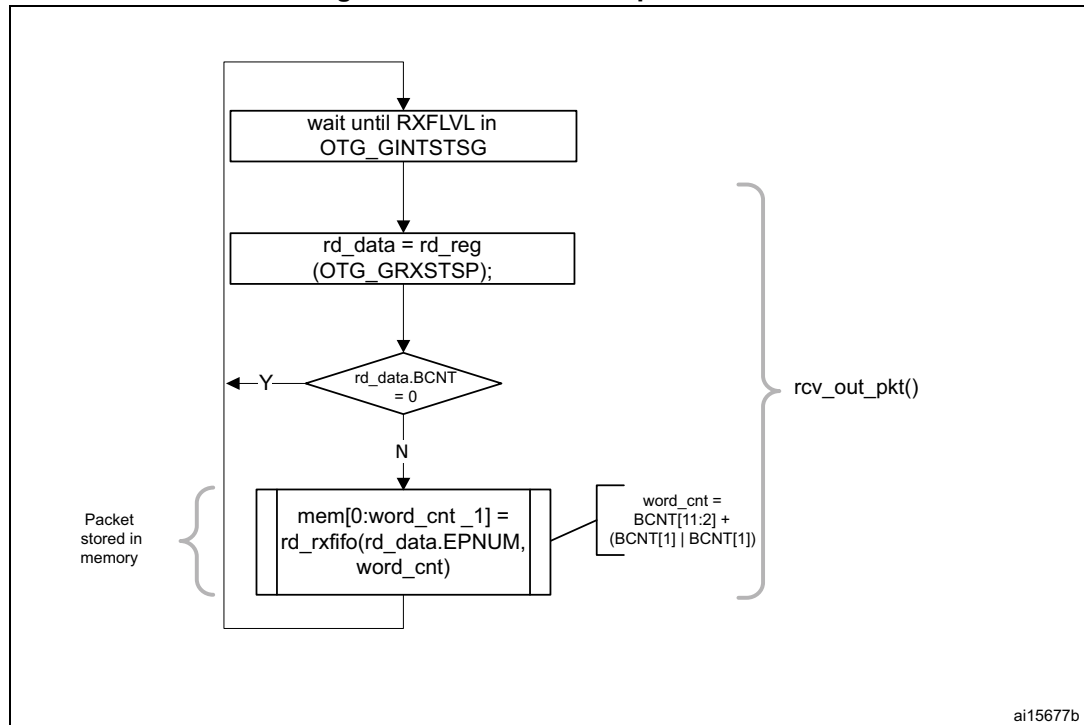 wait until RXFLVL in
OTG_GINTSTSG
rd_data = rd_reg
(OTG_GRXSTSP);
rd_data.BCNT
= 0
Y
N
rcv_out_pkt()
Packet
stored in
memory
mem[0:word_cnt _1] =
rd_rxfifo(rd_data.EPNUM,
word_cnt)
word_cnt =
BCNT[11:2] +
(BCNT[1] | BCNT[1])
ai15677b